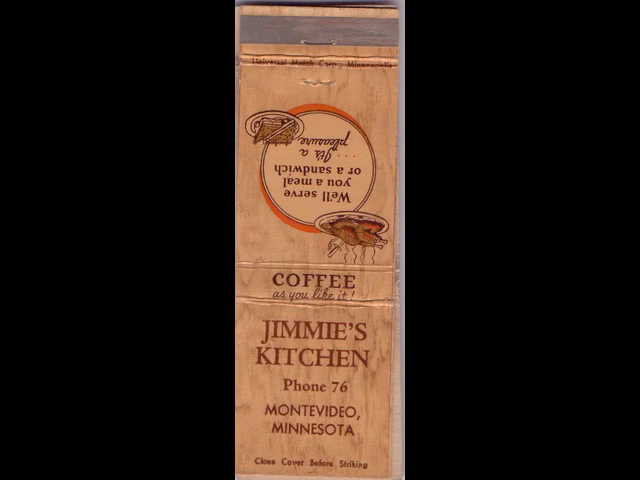 Universal Match Corp., Minneapolis
We'll serve
you a meal
or a sandwich
.... It's a
pleasure
COFFEE
as you like it!
JIMMIE'S
KITCHEN
Phone 76
MONTEVIDEO,
MINNESOTA
Close Cover Before Striking